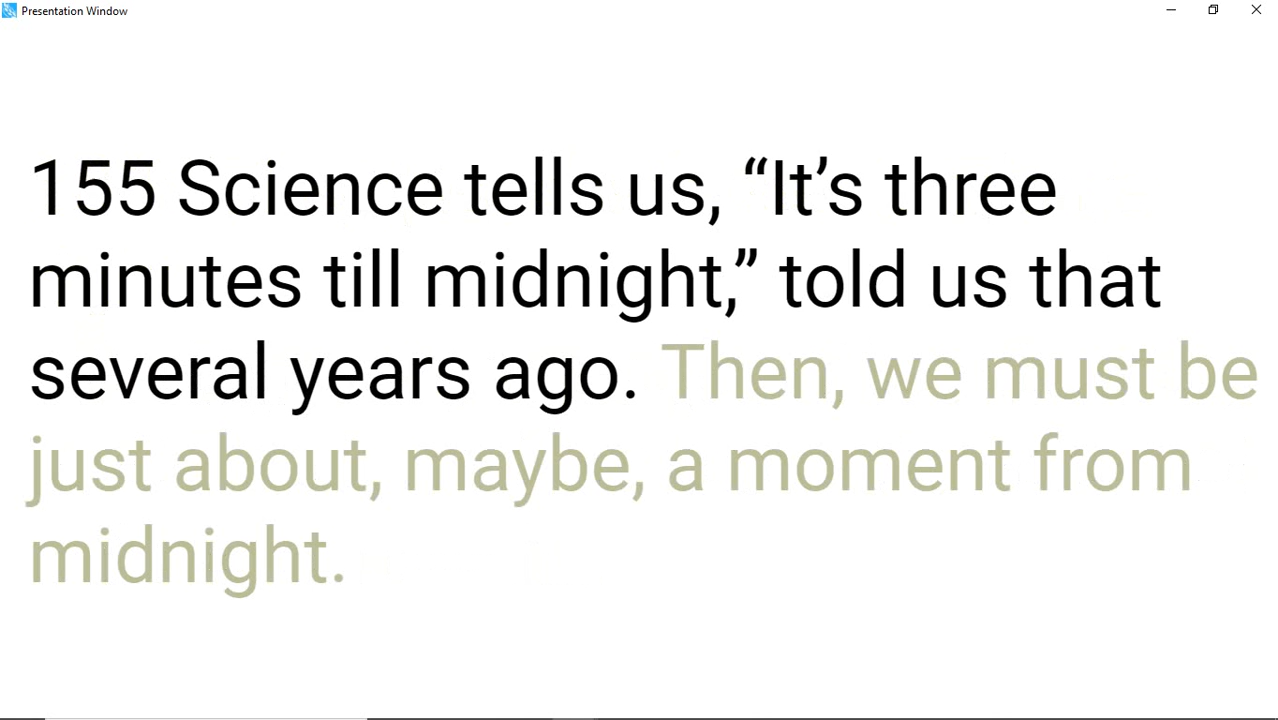 Presentation Window
155 Science tells us, “It’s three
minutes till midnight,” told us that
several years ago. Then, we must be
just about, maybe, a moment from
midnight.